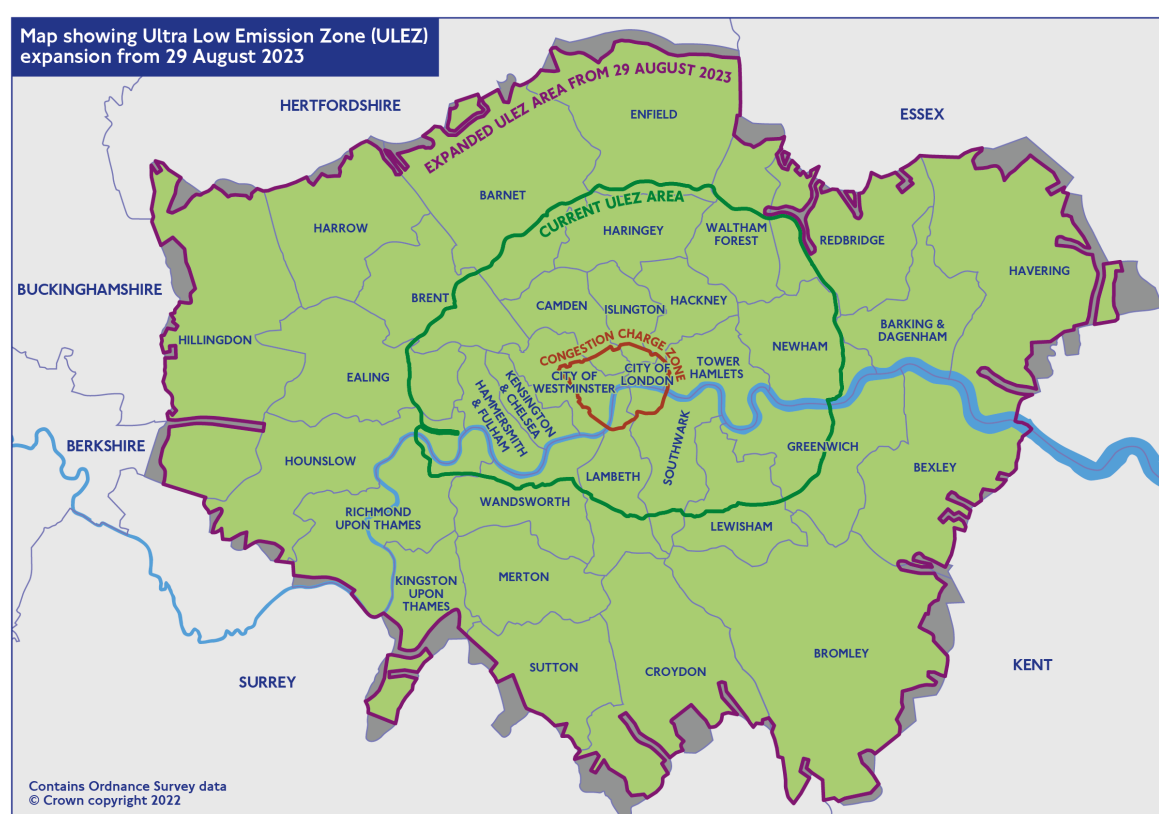 Map showing Ultra Low Emission Zone (ULEZ)
expansion from 29 August 2023
HERTFORDSHIRE
ESSEX
EXPANDED ULEZ AREA FROM 29 AUGUST 2023
ENFIELD
BARNET
CURRENT ULEZ AREA
HARROW
HARINGEY
WALTHAM
FOREST
REDBRIDGE
HAVERING
BUCKINGHAMSHIRE
BRENT
CAMDEN
ISLINGTON
HACKNEY
HILLINGDON
BARKING &
DAGENHAM
NEWHAM
CONGESTION CHARGE ZONE
EALING
CITY OF
WESTMINSTER
CITY OF
LONDON
TOWER
HAMLETS
KENSINGTON
& CHELSEA
HAMMERSMITH
& FULHAM
BERKSHIRE
HOUNSLOW
SOUTHWARK
GREENWICH
BEXLEY
LAMBETH
WANDSWORTH
RICHMOND
UPON THAMES
LEWISHAM
KINGSTON
UPON
THAMES
MERTON
SURREY
SUTTON
CROYDON
BROMLEY
KENT
Contains Ordnance Survey data
© Crown copyright 2022